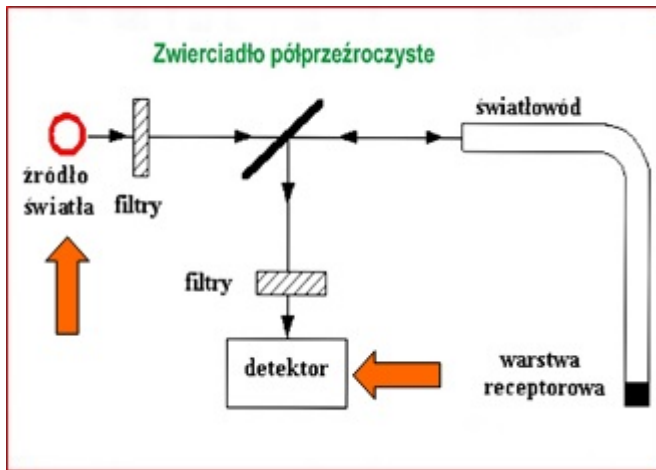 Zwierciadło półprzeźroczyste
światłowód
źródło
światła
filtry
filtry
detektor
warstwa
receptorowa